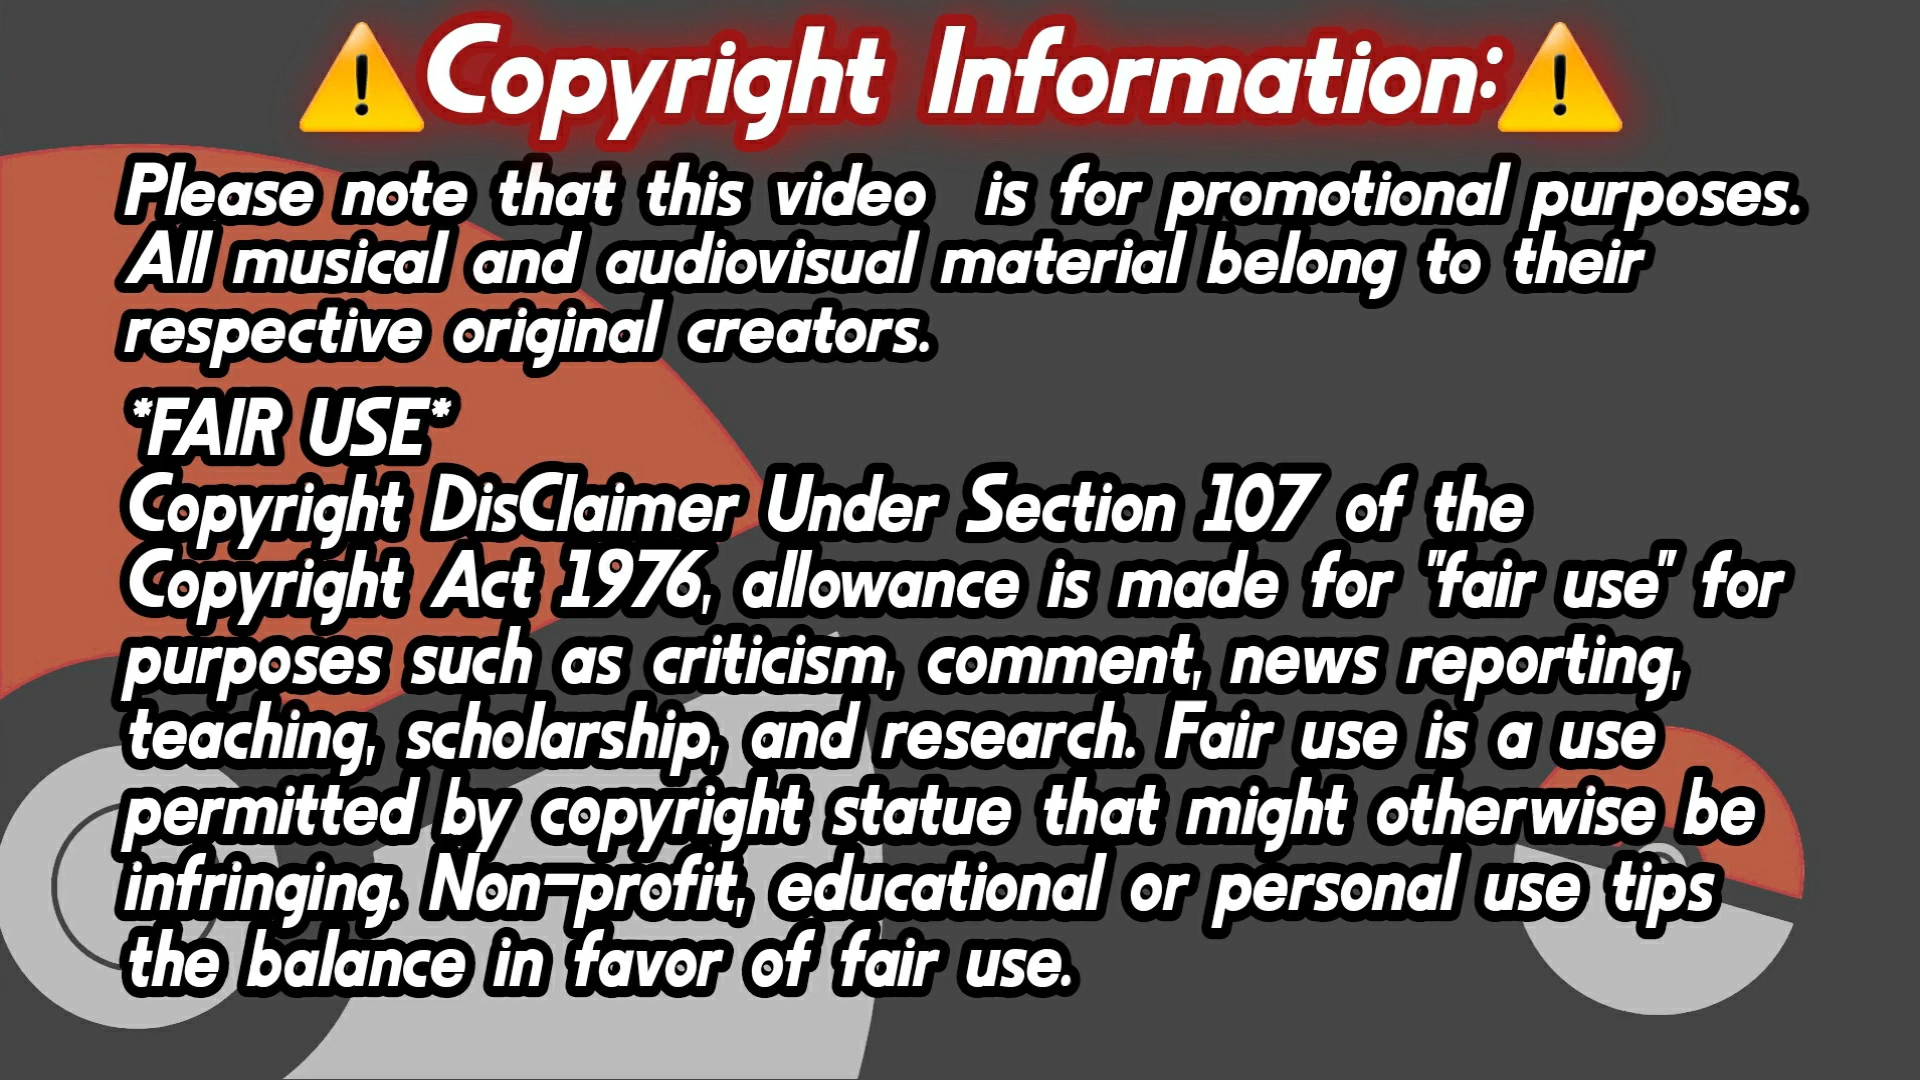 ⚠️Copyright Information:⚠️
Please note that this video is for promotional purposes.
All musical and audiovisual material belong to their
respective original creators.
*FAIR USE*
Copyright DisClaimer Under Section 107 of the
Copyright Act 1976, allowance is made for "fair use" for
purposes such as criticism, comment, news reporting,
teaching, scholarship, and research. Fair use is a use
permitted by copyright statue that might otherwise be
infringing. Non-profit, educational or personal use tips
the balance in favor of fair use.